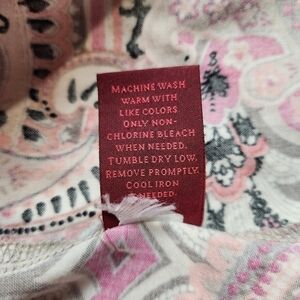 MACHINE WASH
WARM WITH
LIKE COLORS.
ONLY NON-
CHLORINE BLEACH
WHEN NEEDED.
TUMBLE DRY LOW.
REMOVE PROMPTLY.
COOL IRON
NEEDED.